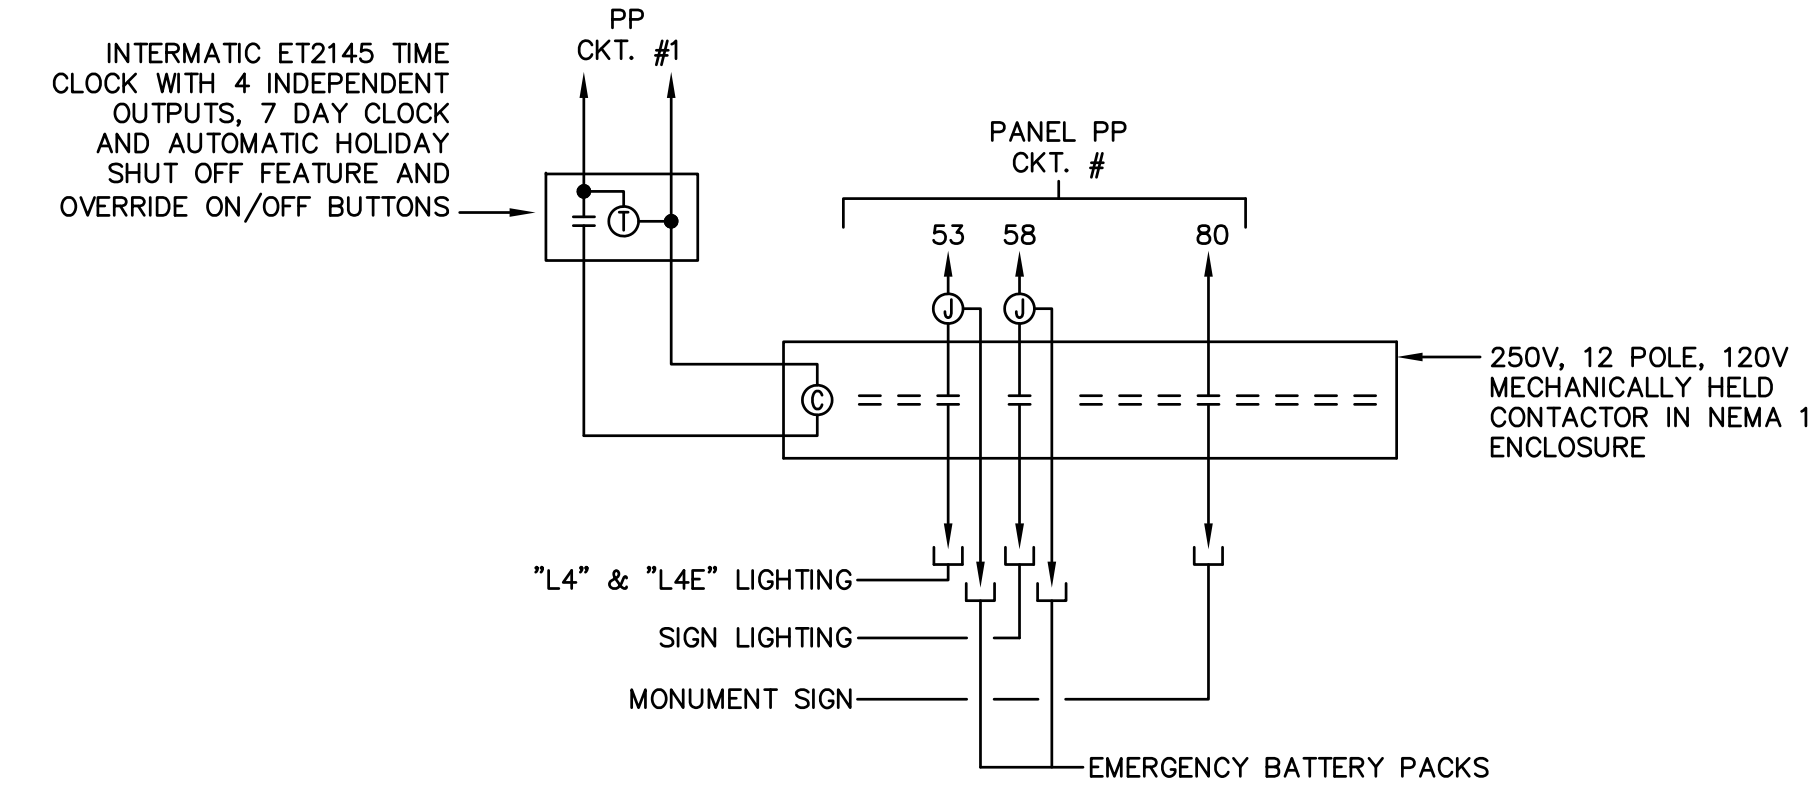 PP
CKT. #1
INTERMATIC ET2145 TIME
CLOCK WITH 4 INDEPENDENT
OUTPUTS, 7 DAY CLOCK
AND AUTOMATIC HOLIDAY
SHUT OFF FEATURE AND
OVERRIDE ON/OFF BUTTONS
T
PANEL PP
CKT. #
53 58 80
J J
C
250V, 12 POLE, 120V
MECHANICALLY HELD
CONTACTOR IN NEMA 1
ENCLOSURE
"L4" & "L4E" LIGHTING
SIGN LIGHTING
MONUMENT SIGN
EMERGENCY BATTERY PACKS